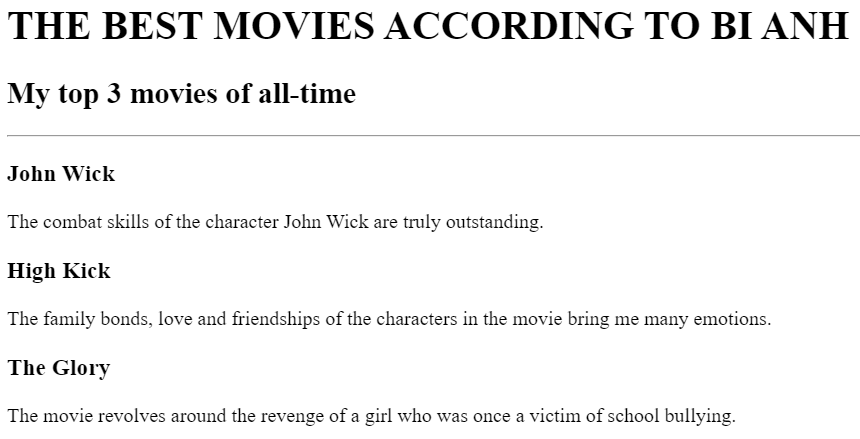 THE BEST MOVIES ACCORDING TO BI ANH
My top 3 movies of all-time
John Wick
The combat skills of the character John Wick are truly outstanding.
High Kick
The family bonds, love and friendships of the characters in the movie bring me many emotions.
The Glory
The movie revolves around the revenge of a girl who was once a victim of school bullying.